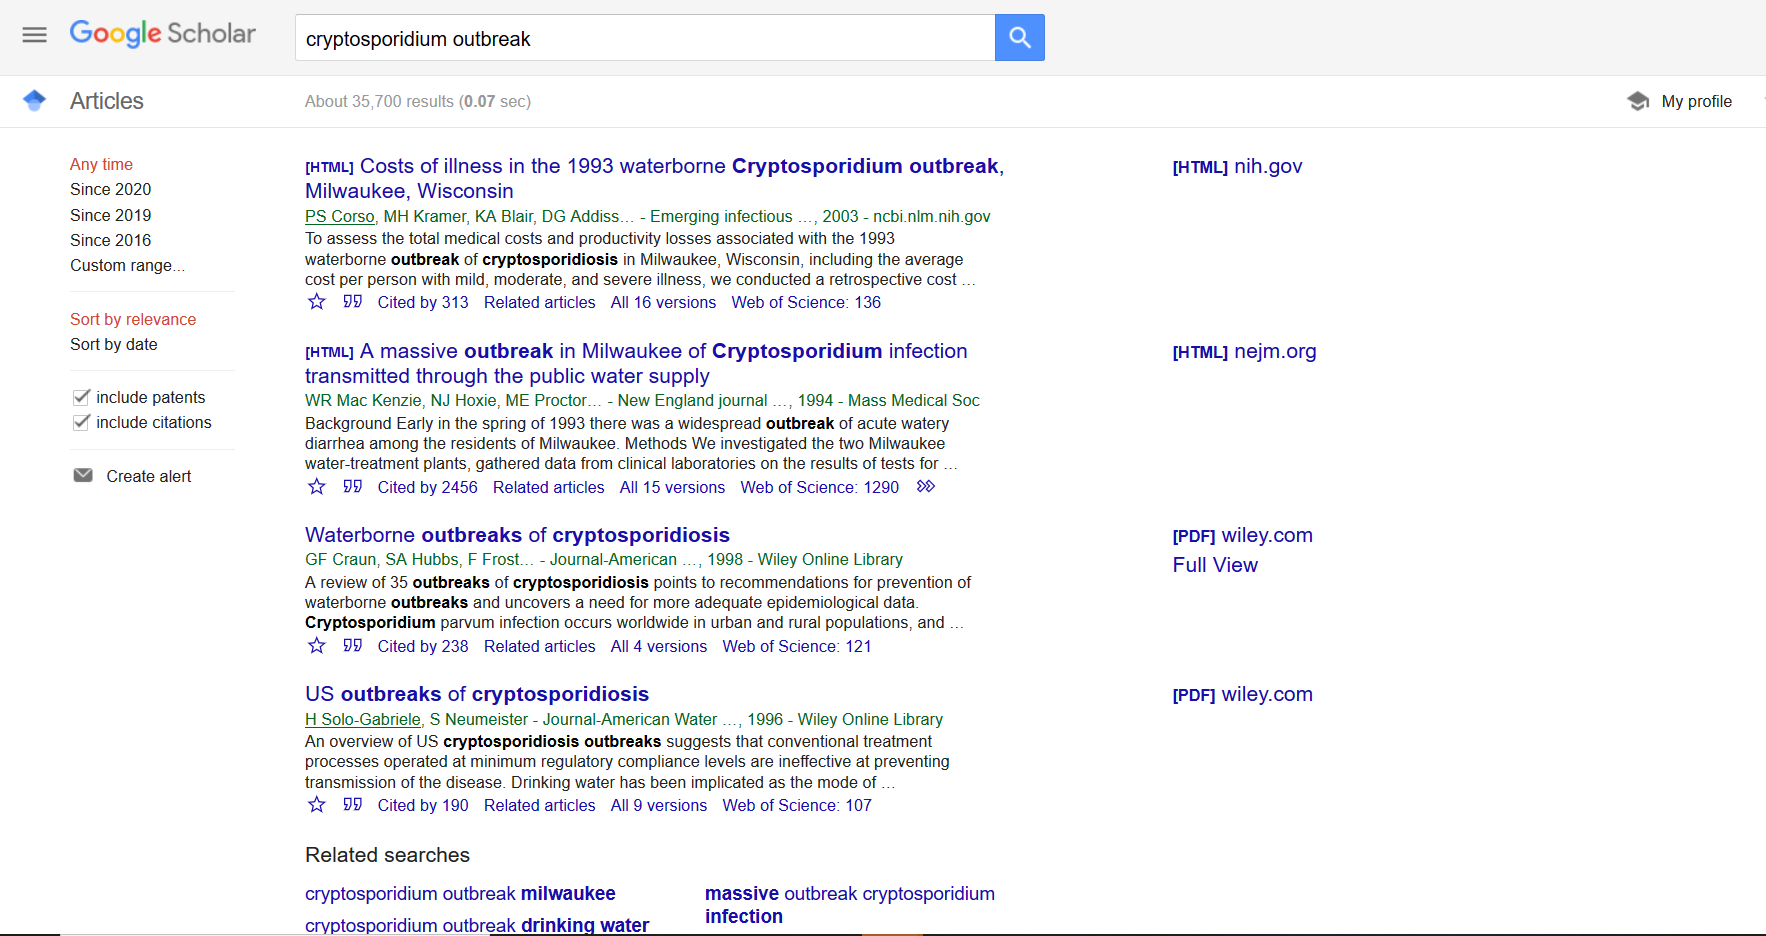 Google Scholar
cryptosporidium outbreak
Articles
About 35,700 results (0.07 sec)
My profile
Any time
Since 2020
Since 2019
Since 2016
Custom range...
Sort by relevance
Sort by date
include patents
include citations
Create alert
[HTML] Costs of illness in the 1993 waterborne Cryptosporidium outbreak,
Milwaukee, Wisconsin
PS Corso, MH Kramer, KA Blair, DG Addiss… - Emerging infectious …, 2003 - ncbi.nlm.nih.gov
To assess the total medical costs and productivity losses associated with the 1993
waterborne outbreak of cryptosporidiosis in Milwaukee, Wisconsin, including the average
cost per person with mild, moderate, and severe illness, we conducted a retrospective cost …
Cited by 313 Related articles All 16 versions Web of Science: 136
[HTML] nih.gov
[HTML] A massive outbreak in Milwaukee of Cryptosporidium infection
transmitted through the public water supply
WR Mac Kenzie, NJ Hoxie, ME Proctor… - New England journal …, 1994 - Mass Medical Soc
Background Early in the spring of 1993 there was a widespread outbreak of acute watery
diarrhea among the residents of Milwaukee. Methods We investigated the two Milwaukee
water-treatment plants, gathered data from clinical laboratories on the results of tests for …
Cited by 2456 Related articles All 15 versions Web of Science: 1290
[HTML] nejm.org
Waterborne outbreaks of cryptosporidiosis
GF Craun, SA Hubbs, F Frost… - Journal‐American …, 1998 - Wiley Online Library
A review of 35 outbreaks of cryptosporidiosis points to recommendations for prevention of
waterborne outbreaks and uncovers a need for more adequate epidemiological data.
Cryptosporidium parvum infection occurs worldwide in urban and rural populations, and …
Cited by 238 Related articles All 4 versions Web of Science: 121
[PDF] wiley.com
Full View
US outbreaks of cryptosporidiosis
H Solo‐Gabriele, S Neumeister - Journal‐American Water …, 1996 - Wiley Online Library
An overview of US cryptosporidiosis outbreaks suggests that conventional treatment
processes operated at minimum regulatory compliance levels are ineffective at preventing
transmission of the disease. Drinking water has been implicated as the mode of …
Cited by 190 Related articles All 9 versions Web of Science: 107
[PDF] wiley.com
Related searches
cryptosporidium outbreak milwaukee
cryptosporidium outbreak drinking water
massive outbreak cryptosporidium
infection